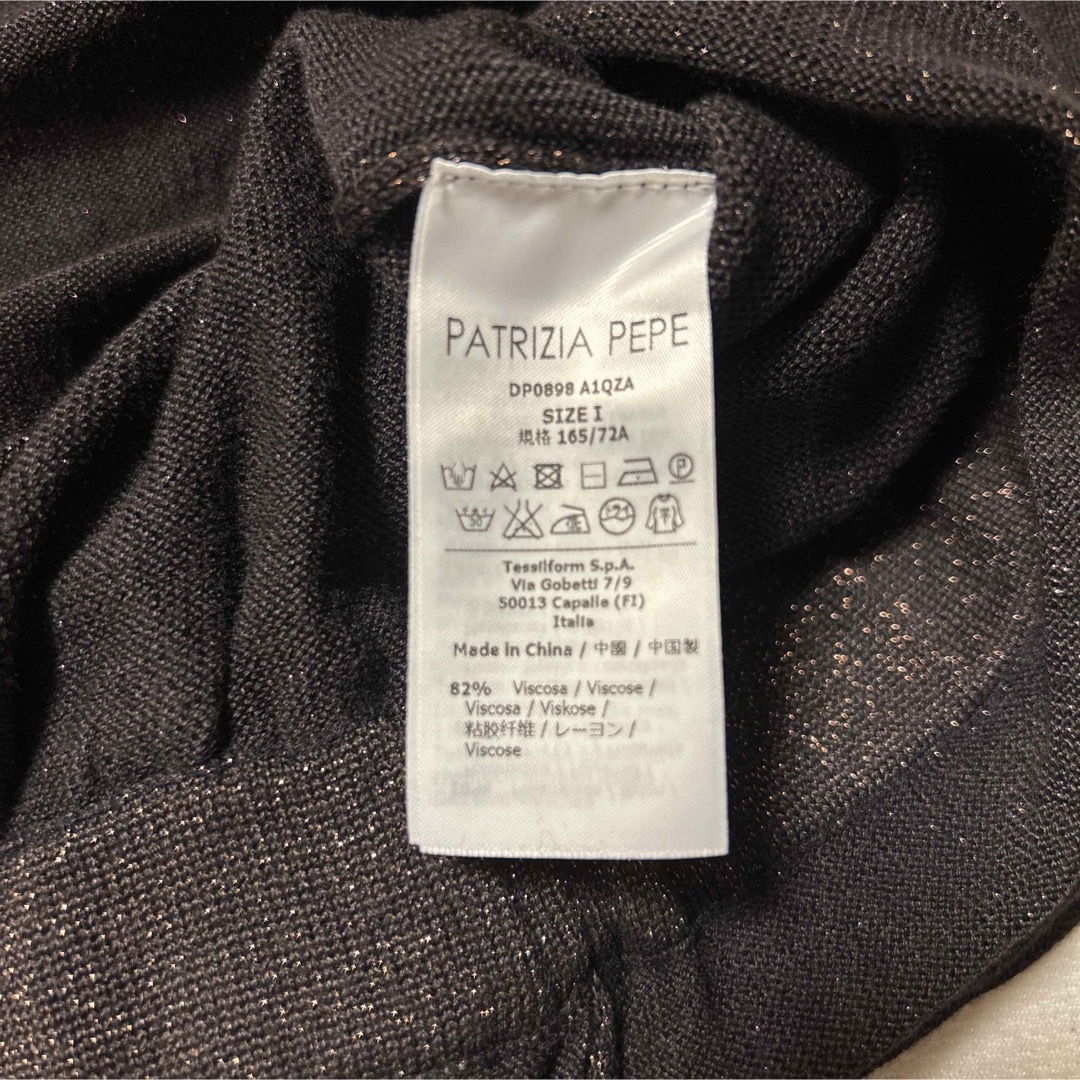 PATRIZIA PEPE
DP0898 A1QZA
SIZE I
規格 165/72A
Tessilform S.p.A.
Via Gobetti 7/9
50013 Capalle (FI)
Italia
Made in China / 中國 / 中国製
82% Viscosa / Viscose /
Viscosa / Viskose /
粘胶纤维 / レーヨン /
Viscose